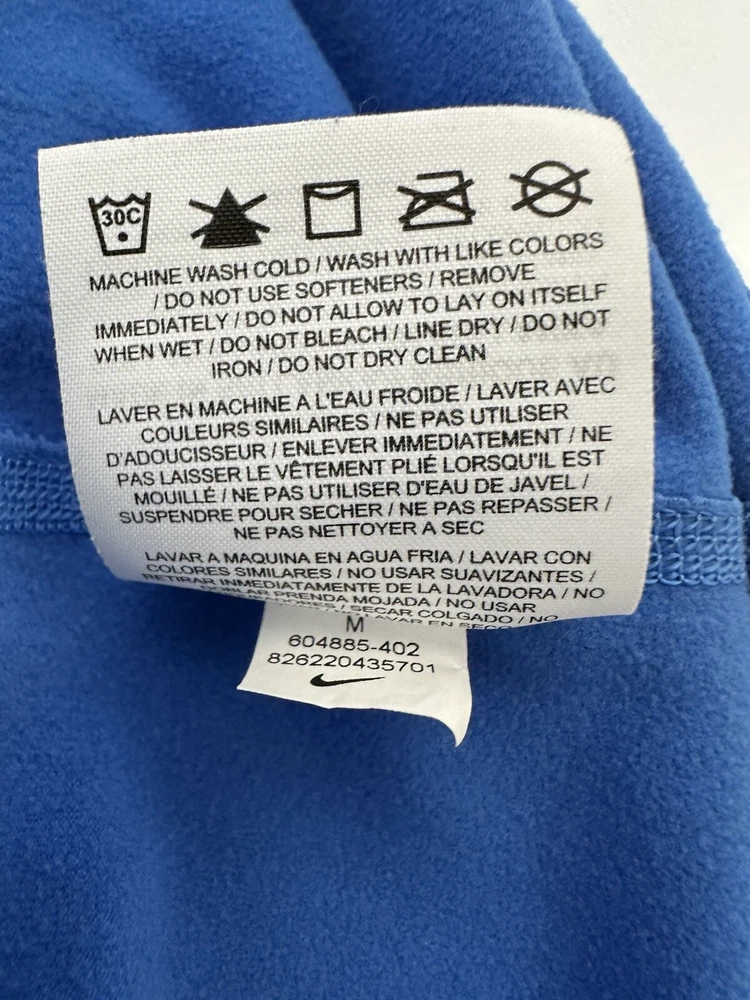 30C
MACHINE WASH COLD / WASH WITH LIKE COLORS
/ DO NOT USE SOFTENERS / REMOVE
IMMEDIATELY / DO NOT ALLOW TO LAY ON ITSELF
WHEN WET / DO NOT BLEACH / LINE DRY / DO NOT
IRON / DO NOT DRY CLEAN
LAVER EN MACHINE A L'EAU FROIDE / LAVER AVEC
COULEURS SIMILAIRES / NE PAS UTILISER
D'ADOUCISSEUR / ENLEVER IMMEDIATEMENT / NE
PAS LAISSER LE VÊTEMENT PLIÉ LORSQU'IL EST
MOUILLÉ / NE PAS UTILISER D'EAU DE JAVEL /
SUSPENDRE POUR SECHER / NE PAS REPASSER /
NE PAS NETTOYER A SEC
LAVAR A MAQUINA EN AGUA FRIA / LAVAR CON
COLORES SIMILARES / NO USAR SUAVIZANTES /
RETIRAR INMEDIATAMENTE DE LA LAVADORA / NO
DOBLAR PRENDA MOJADA / NO USAR
/ SECAR COLGADO / NO
LAVAR EN SECO
M
604885-402
826220435701